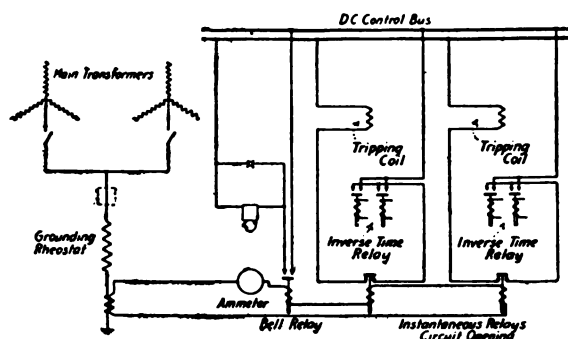 DC Control Bus
Main Transformers
Tripping
Coil
Tripping
Coil
Grounding
Rheostat
Inverse Time
Relay
Inverse Time
Relay
Ammeter
Bell Relay
Instantaneous Relays
Circuit Opening